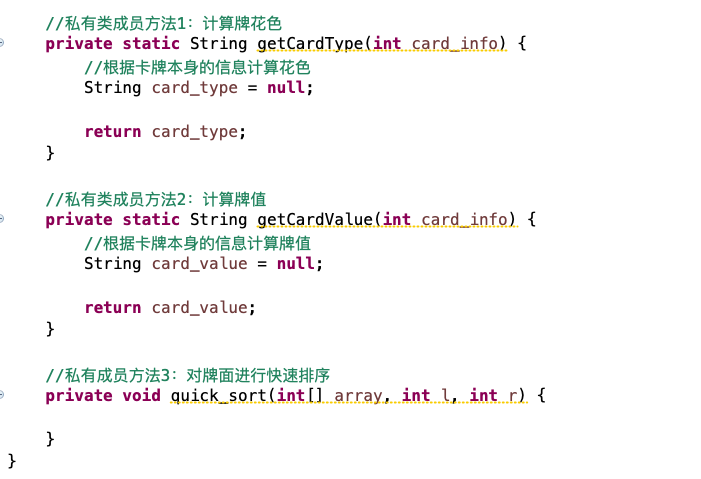 //私有类成员方法1：计算牌花色
private static String getCardType(int card_info) {
//根据卡牌本身的信息计算花色
String card_type = null;
return card_type;
}
//私有类成员方法2：计算牌值
private static String getCardValue(int card_info) {
//根据卡牌本身的信息计算牌值
String card_value = null;
return card_value;
}
//私有成员方法3：对牌面进行快速排序
private void quick_sort(int[] array, int l, int r) {
}
}